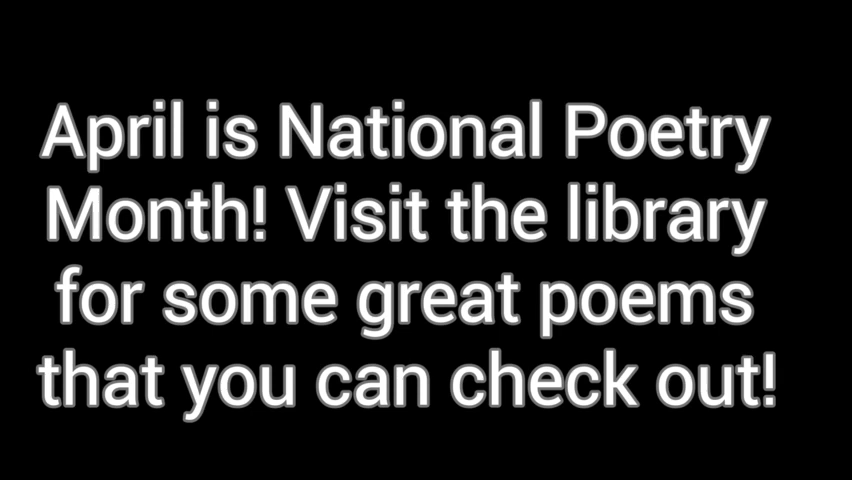 April is National Poetry
Month! Visit the library
for some great poems
that you can check out!